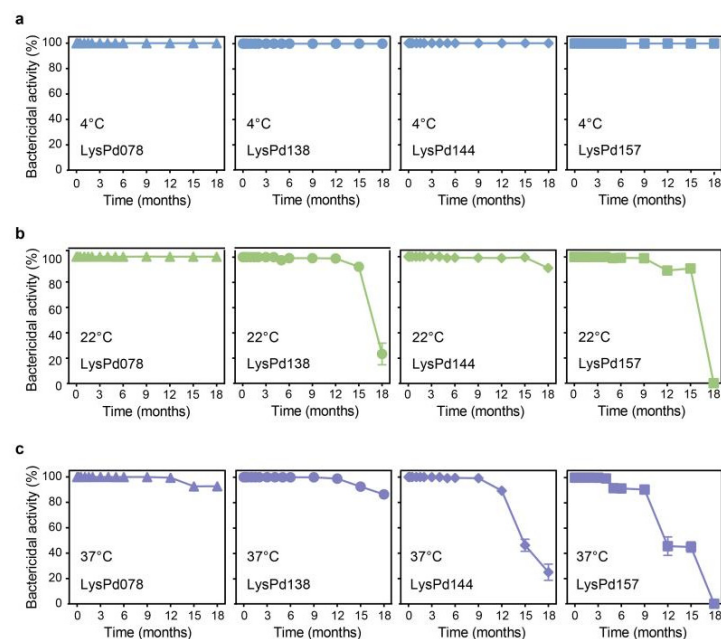 a
Bactericidal activity (%)
100
80
60
40
20
0
4°C
LysPd078
4°C
LysPd138
4°C
LysPd144
4°C
LysPd157
0 3 6 9 12 15 18
0 3 6 9 12 15 18
0 3 6 9 12 15 18
0 3 6 9 12 15 18
Time (months)
Time (months)
Time (months)
Time (months)
b
Bactericidal activity (%)
100
80
60
40
20
0
22°C
LysPd078
22°C
LysPd138
22°C
LysPd144
22°C
LysPd157
0 3 6 9 12 15 18
0 3 6 9 12 15 18
0 3 6 9 12 15 18
0 3 6 9 12 15 18
Time (months)
Time (months)
Time (months)
Time (months)
c
Bactericidal activity (%)
100
80
60
40
20
0
37°C
LysPd078
37°C
LysPd138
37°C
LysPd144
37°C
LysPd157
0 3 6 9 12 15 18
0 3 6 9 12 15 18
0 3 6 9 12 15 18
0 3 6 9 12 15 18
Time (months)
Time (months)
Time (months)
Time (months)